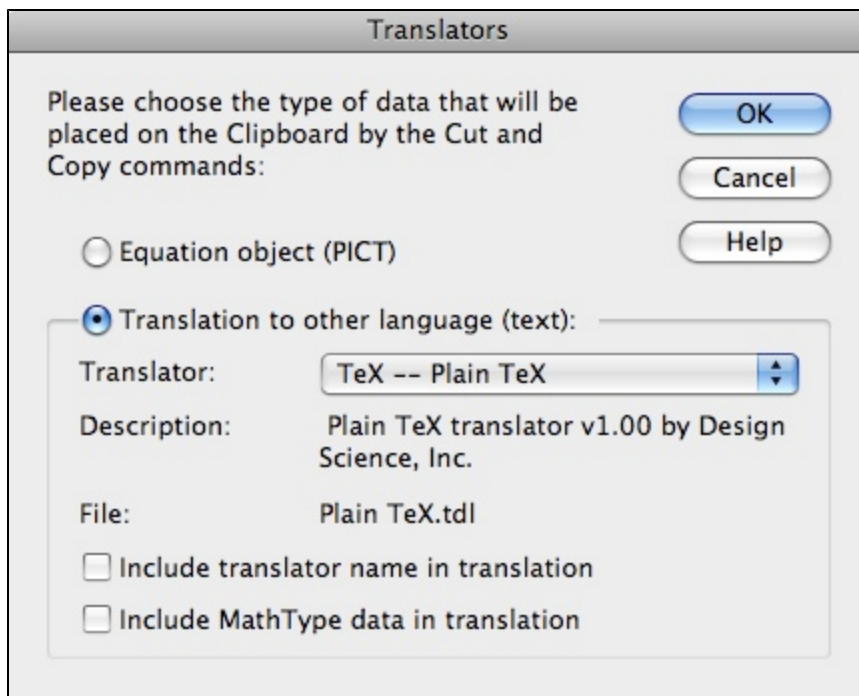 Translators
Please choose the type of data that will be
placed on the Clipboard by the Cut and
Copy commands:
OK
Cancel
Help
Equation object (PICT)
Translation to other language (text):
Translator: TeX -- Plain TeX
Description: Plain TeX translator v1.00 by Design
Science, Inc.
File: Plain TeX.tdl
Include translator name in translation
Include MathType data in translation